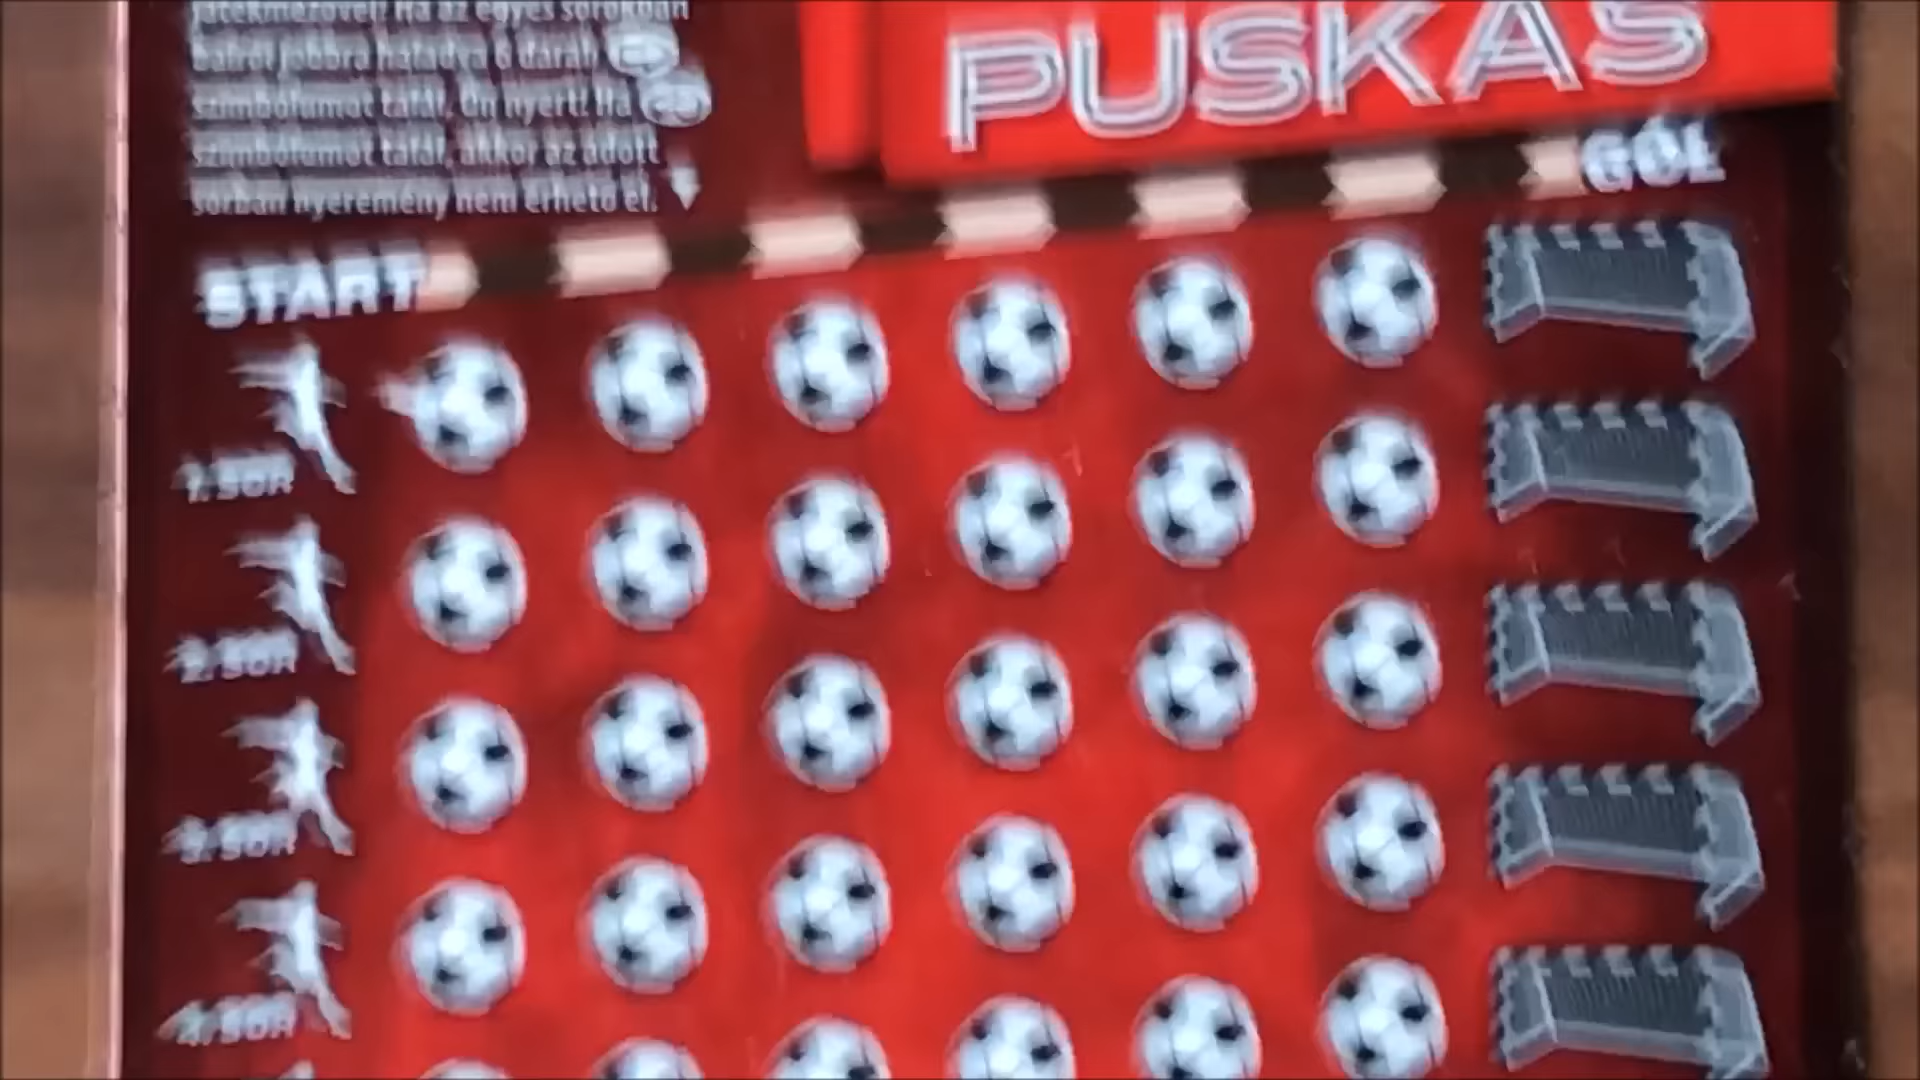 játékmezővel! Ha az egyes sorokban
balról jobbra haladva 6 darab
szimbólumot talál, Ön nyert! Ha
szimbólumot talál, akkor az adott
sorban nyeremény nem érhető el.
PUSKÁS
GÓL
START
1. SOR
2. SOR
3. SOR
4. SOR